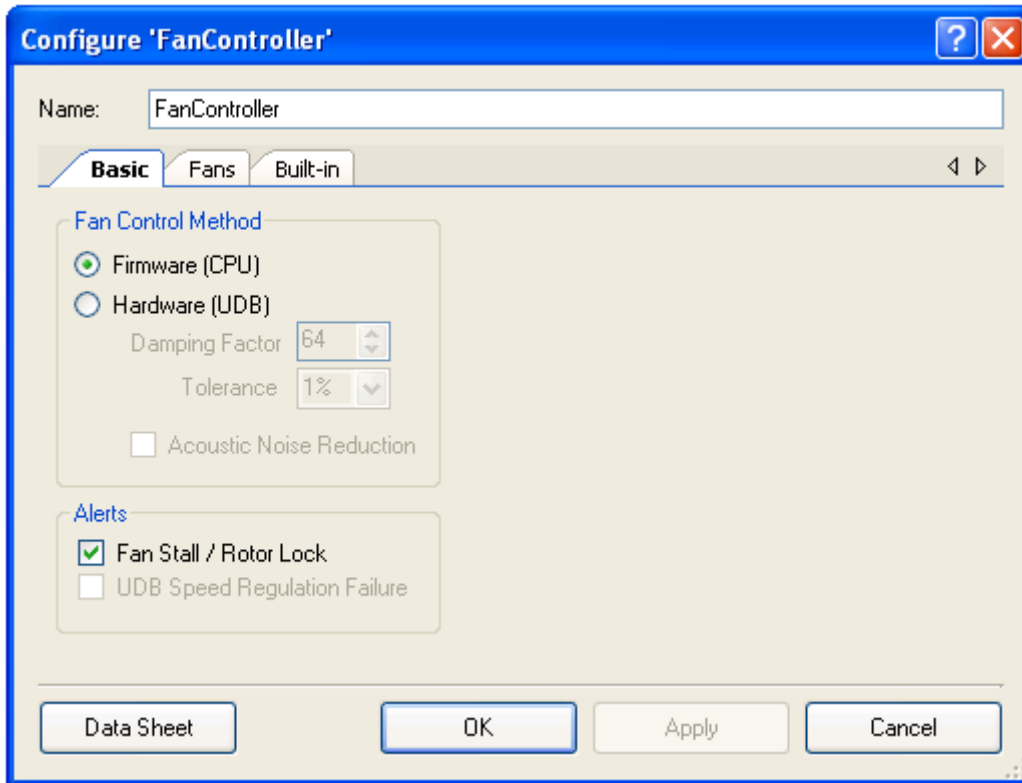 Configure 'FanController'
Name: FanController
Basic Fans Built-in
Fan Control Method
Firmware (CPU)
Hardware (UDB)
Damping Factor 64
Tolerance 1%
Acoustic Noise Reduction
Alerts
Fan Stall / Rotor Lock
UDB Speed Regulation Failure
Data Sheet OK Apply Cancel